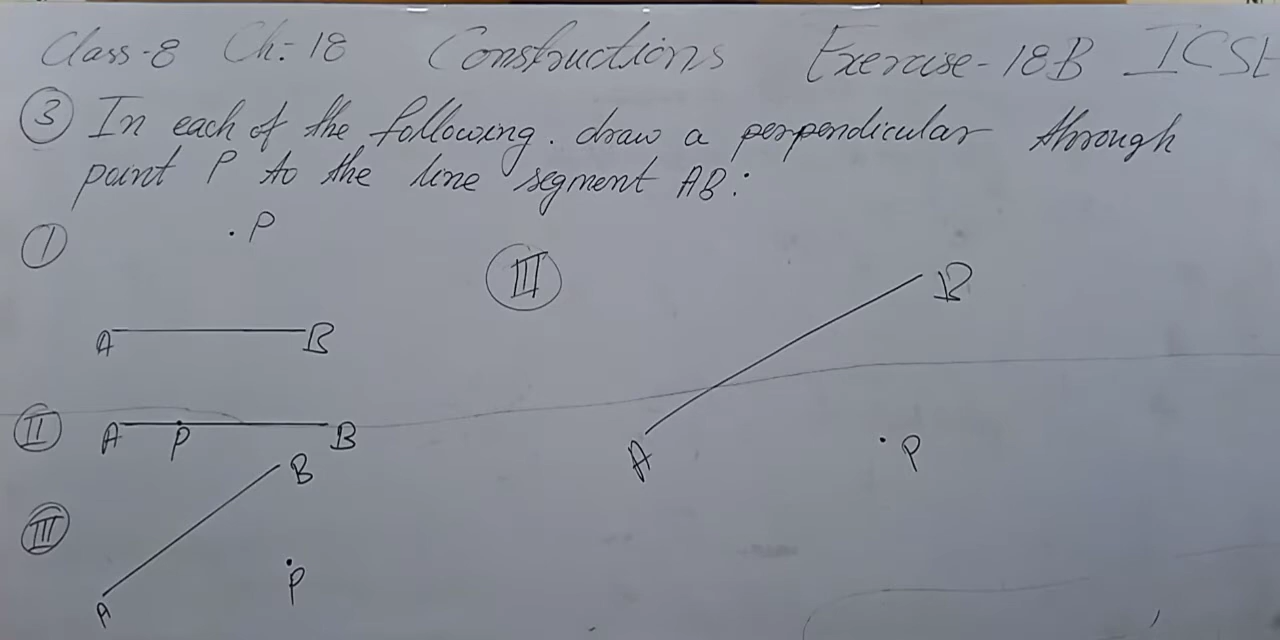 Class-8 Ch:-18 Constructions Exercise-18B ICSE
③ In each of the following. draw a perpendicular through
point P to the line segment AB:
Ⓘ
.P
A B
II
A P B
III
A B
P
III
A B
P